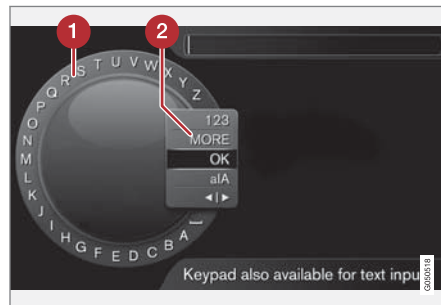 1
2
A B C D E F G H I J K L M N O P Q R S T U V W X Y Z
123
MORE
OK
a|A
◄|►
Keypad also available for text inpu
G050518